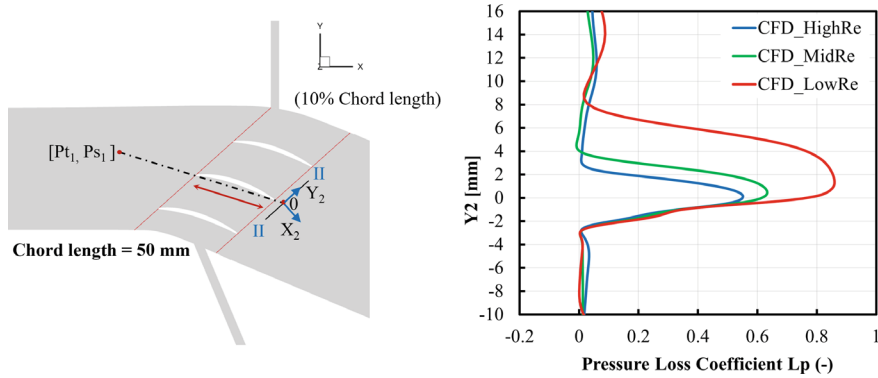 Y
Z
X
(10% Chord length)
[Pt1, Ps1]
II
0
Y2
X2
II
Chord length = 50 mm
CFD_HighRe
CFD_MidRe
CFD_LowRe
Y2 [mm]
16
14
12
10
8
6
4
2
0
-2
-4
-6
-8
-10
-0.2
0
0.2
0.4
0.6
0.8
1
Pressure Loss Coefficient Lp (-)